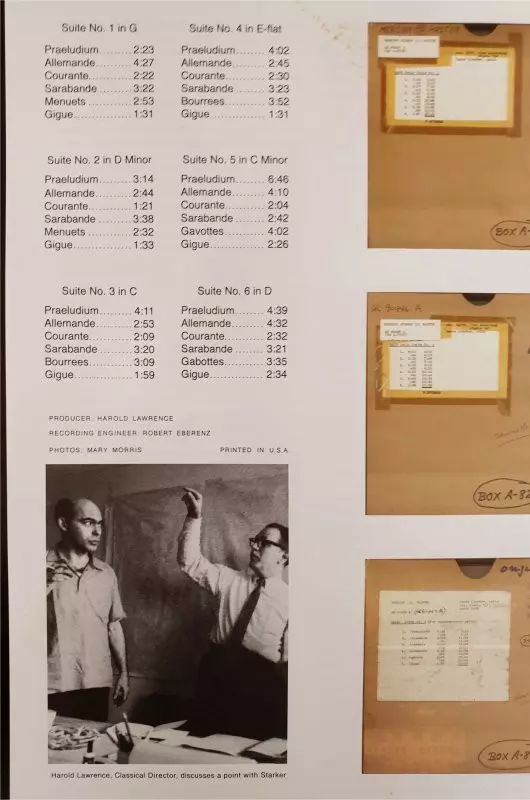 Suite No. 1 in G
Praeludium.........2:23
Allemande..........4:27
Courante............2:22
Sarabande .........3:22
Menuets .............2:53
Gigue..................1:31
Suite No. 4 in E-flat
Praeludium.........4:02
Allemande..........2:45
Courante............2:30
Sarabande .........3:23
Bourrees............3:52
Gigue..................1:31
Suite No. 2 in D Minor
Praeludium.........3:14
Allemande..........2:44
Courante............1:21
Sarabande .........3:38
Menuets .............2:32
Gigue..................1:33
Suite No. 5 in C Minor
Praeludium.........6:46
Allemande..........4:10
Courante............2:04
Sarabande .........2:42
Gavottes............4:02
Gigue..................2:26
Suite No. 3 in C
Praeludium.........4:11
Allemande..........2:53
Courante............2:09
Sarabande .........3:20
Bourrees............3:09
Gigue..................1:59
Suite No. 6 in D
Praeludium.........4:39
Allemande..........4:32
Courante............2:32
Sarabande .........3:21
Gabottes............3:35
Gigue..................2:34
PRODUCER: HAROLD LAWRENCE
RECORDING ENGINEER: ROBERT EBERENZ
PHOTOS: MARY MORRIS PRINTED IN U.S.A.
Harold Lawrence, Classical Director, discusses a point with Starker
BOX A-
BOX A-82
BOX A-8